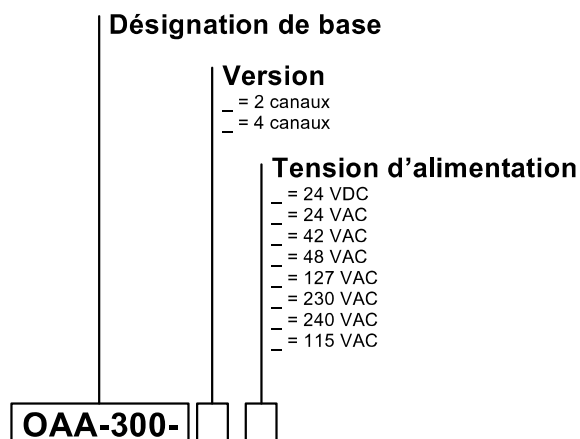 Désignation de base
Version
_ = 2 canaux
_ = 4 canaux
Tension d’alimentation
_ = 24 VDC
_ = 24 VAC
_ = 42 VAC
_ = 48 VAC
_ = 127 VAC
_ = 230 VAC
_ = 240 VAC
_ = 115 VAC
OAA-300-